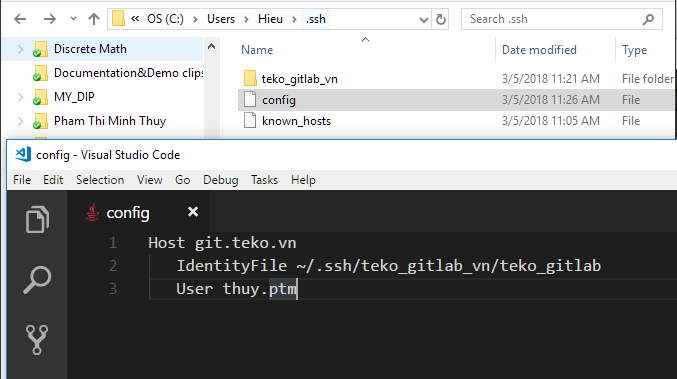 « OS (C:) › Users › Hieu › .ssh
Search .ssh
Discrete Math
Documentation&Demo clips
MY_DIP
Pham Thi Minh Thuy
Name Date modified Type
teko_gitlab_vn 3/5/2018 11:21 AM File folder
config 3/5/2018 11:26 AM File
known_hosts 3/5/2018 11:05 AM File
config - Visual Studio Code
File Edit Selection View Go Debug Tasks Help
config ×
1 Host git.teko.vn
2 IdentityFile ~/.ssh/teko_gitlab_vn/teko_gitlab
3 User thuy.ptm